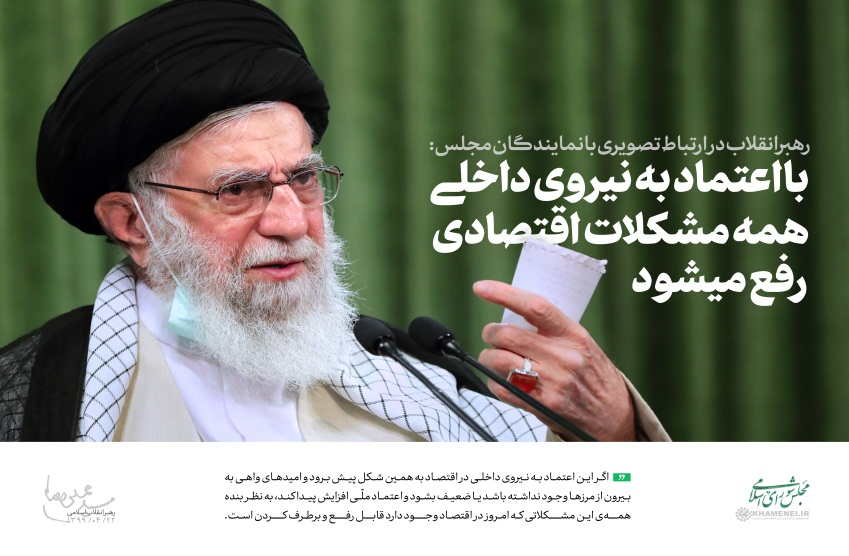 رهبر انقلاب در ارتباط تصویری با نمایندگان مجلس:
با اعتماد به نیروی داخلی
همه مشکلات اقتصادی
رفع میشود
اگر این اعتماد به نیروی داخلی در اقتصاد به همین شکل پیش برود و امیدهای واهی به
بیرون از مرزها وجود نداشته باشد یا ضعیف بشود و اعتماد ملّی افزایش پیدا کند، به نظر بنده
همه‌ی این مشکلاتی که امروز در اقتصاد وجود دارد قابل رفع و برطرف کردن است.
مجلس شورای اسلامی
KHAMENEI.IR
رهبر انقلاب اسلامی
۱۳۹۹/۰۴/۲۲